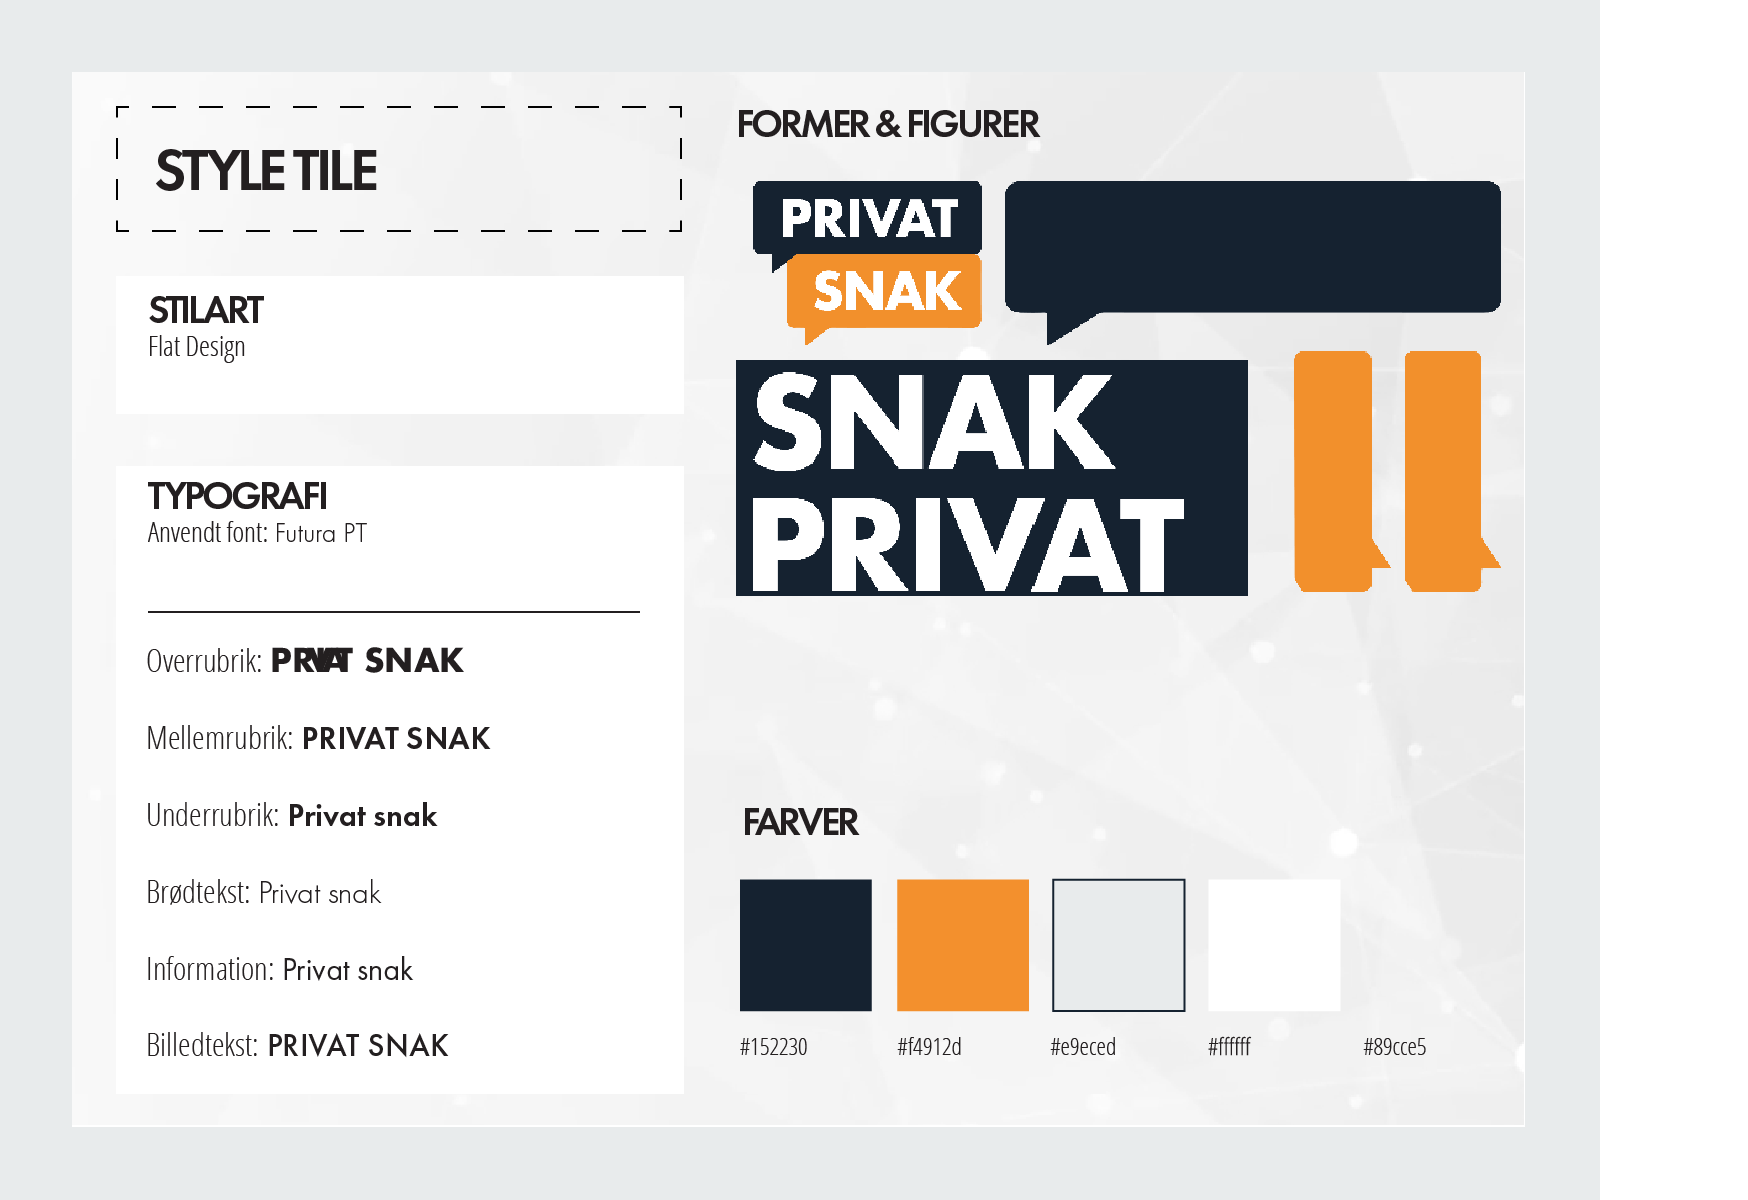 STYLE TILE
STILART
Flat Design
TYPOGRAFI
Anvendt font: Futura PT
Overrubrik: PRIVAT SNAK
Mellemrubrik: PRIVAT SNAK
Underrubrik: Privat snak
Brødtekst: Privat snak
Information: Privat snak
Billedtekst: PRIVAT SNAK
FORMER & FIGURER
PRIVAT
SNAK
SNAK
PRIVAT
FARVER
#152230
#f4912d
#e9eced
#ffffff
#89cce5